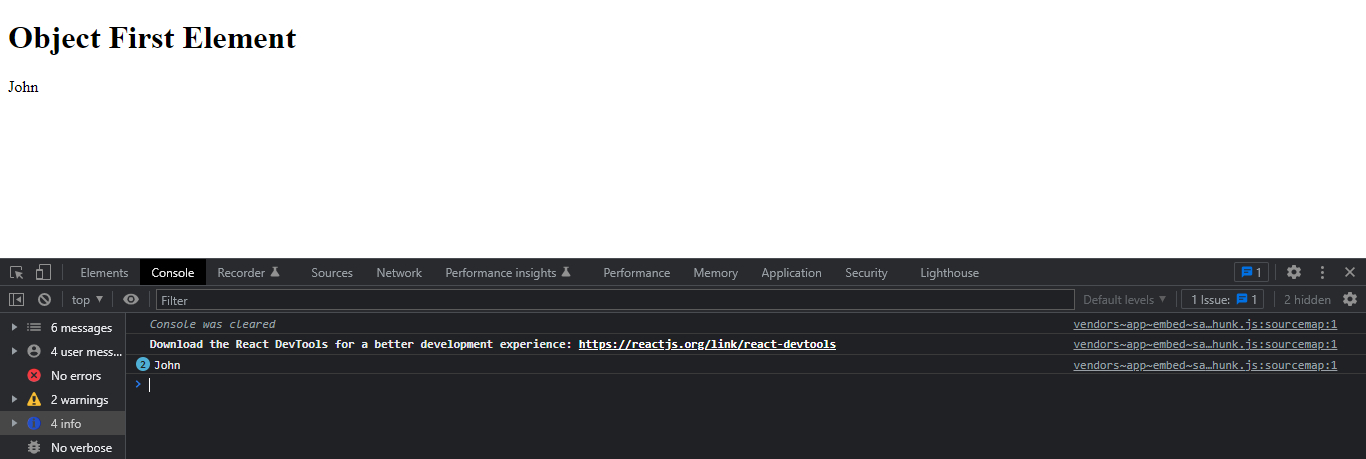 Object First Element
John
Elements Console Recorder Sources Network Performance insights Performance Memory Application Security Lighthouse 1
top Filter Default levels 1 Issue: 1 2 hidden
6 messages
4 user mess...
No errors
2 warnings
4 info
No verbose
Console was cleared vendors~app~embed~sa…hunk.js:sourcemap:1
Download the React DevTools for a better development experience: https://reactjs.org/link/react-devtools vendors~app~embed~sa…hunk.js:sourcemap:1
2 John vendors~app~embed~sa…hunk.js:sourcemap:1
>